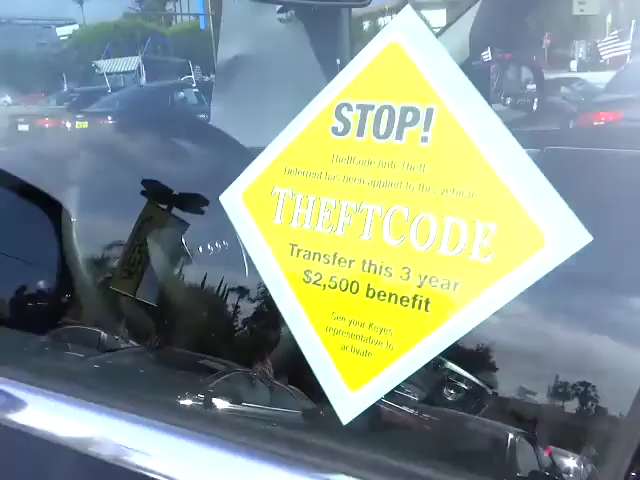 STOP!
TheftCode Anti-Theft
Deterrent has been applied to this vehicle.
THEFTCODE
Transfer this 3 year
$2,500 benefit
See your Keyes
representative to
activate